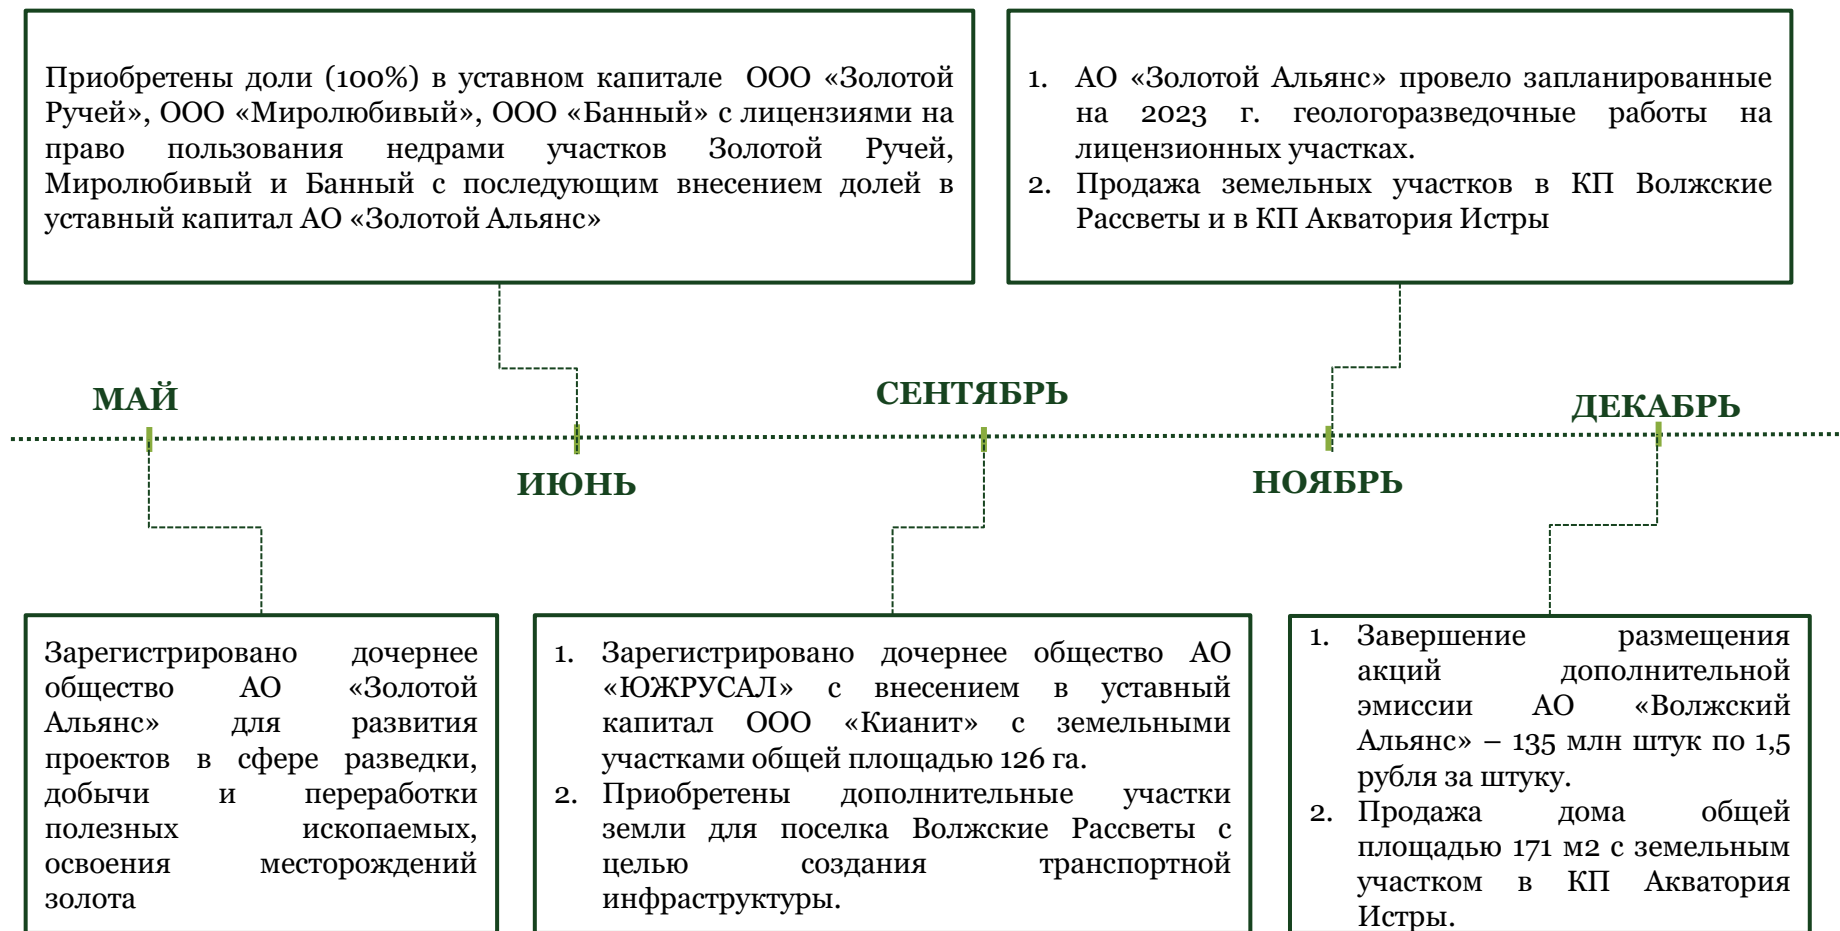 Приобретены доли (100%) в уставном капитале ООО «Золотой
Ручей», ООО «Миролюбивый», ООО «Банный» с лицензиями на
право пользования недрами участков Золотой Ручей,
Миролюбивый и Банный с последующим внесением долей в
уставный капитал АО «Золотой Альянс»
1. АО «Золотой Альянс» провело запланированные
на 2023 г. геологоразведочные работы на
лицензионных участках.
2. Продажа земельных участков в КП Волжские
Рассветы и в КП Акватория Истры
МАЙ
ИЮНЬ
СЕНТЯБРЬ
НОЯБРЬ
ДЕКАБРЬ
Зарегистрировано дочернее
общество АО «Золотой
Альянс» для развития
проектов в сфере разведки,
добычи и переработки
полезных ископаемых,
освоения месторождений
золота
1. Зарегистрировано дочернее общество АО
«ЮЖРУСАЛ» с внесением в уставный
капитал ООО «Кианит» с земельными
участками общей площадью 126 га.
2. Приобретены дополнительные участки
земли для поселка Волжские Рассветы с
целью создания транспортной
инфраструктуры.
1. Завершение размещения
акций дополнительной
эмиссии АО «Волжский
Альянс» – 135 млн штук по 1,5
рубля за штуку.
2. Продажа дома общей
площадью 171 м2 с земельным
участком в КП Акватория
Истры.